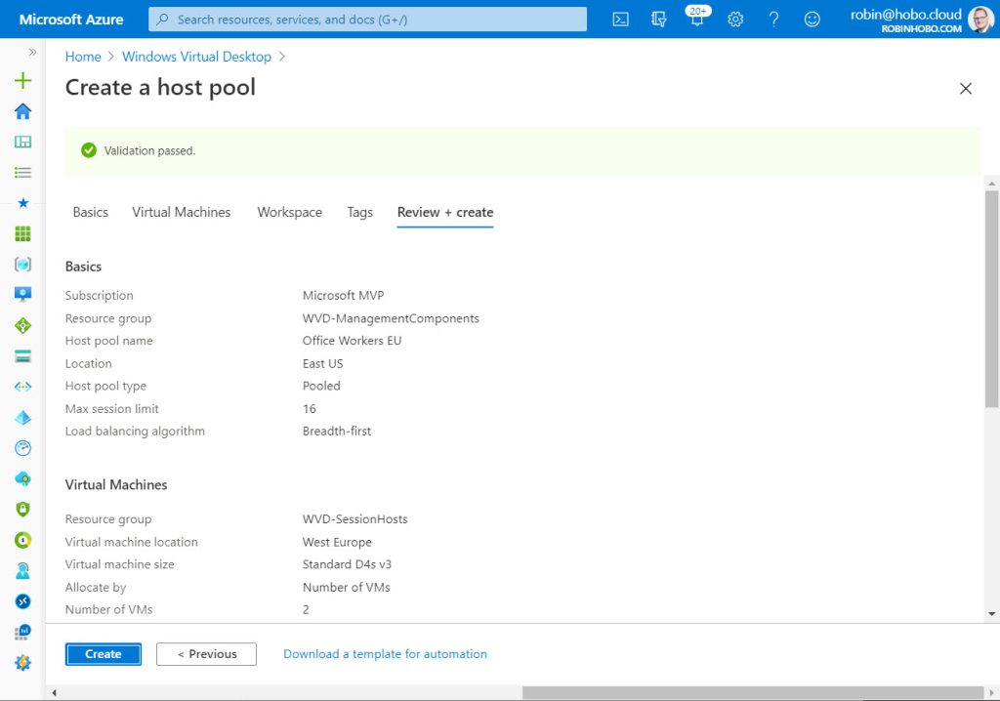 Microsoft Azure
Search resources, services, and docs (G+/)
20+
robin@hobo.cloud
ROBINHOBO.COM
Home > Windows Virtual Desktop >
Create a host pool
Validation passed.
Basics Virtual Machines Workspace Tags Review + create
Basics
Subscription Microsoft MVP
Resource group WVD-ManagementComponents
Host pool name Office Workers EU
Location East US
Host pool type Pooled
Max session limit 16
Load balancing algorithm Breadth-first
Virtual Machines
Resource group WVD-SessionHosts
Virtual machine location West Europe
Virtual machine size Standard D4s v3
Allocate by Number of VMs
Number of VMs 2
Create < Previous Download a template for automation